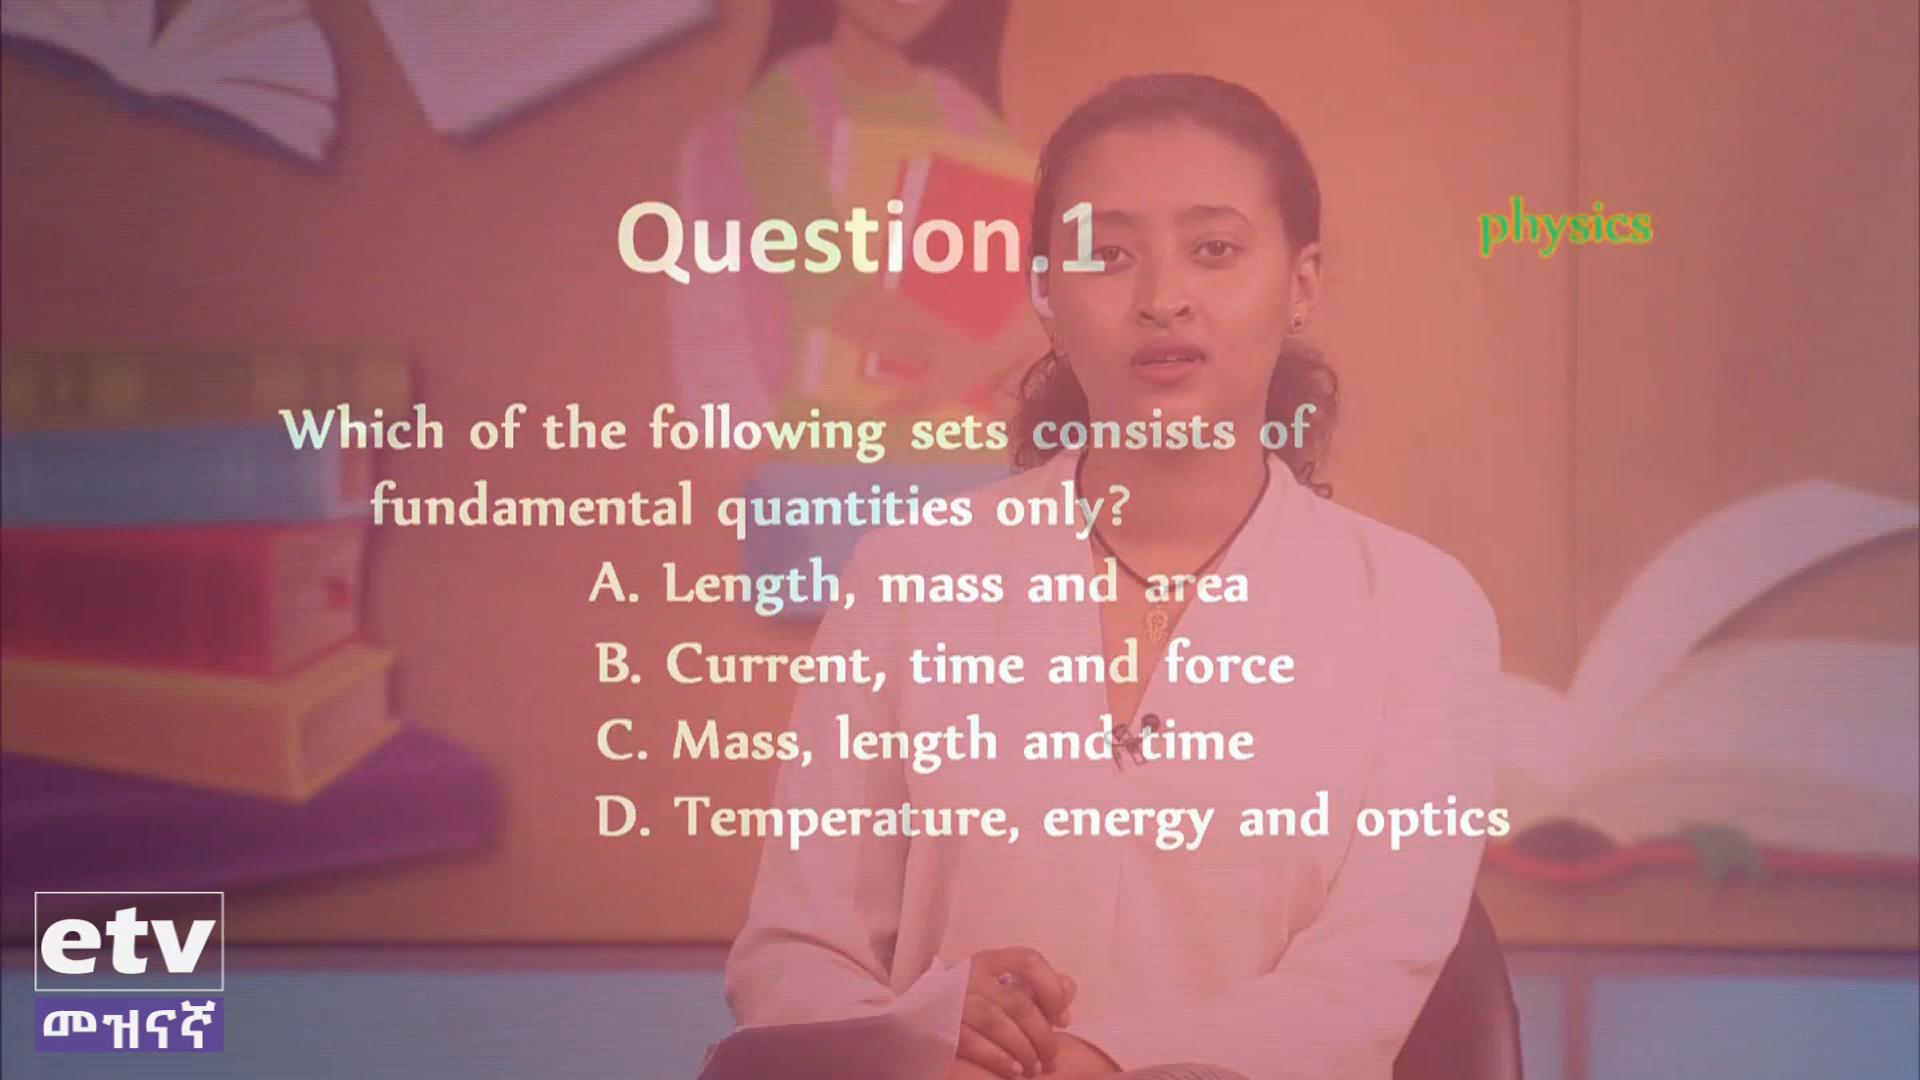 Question.1
physics
Which of the following sets consists of
fundamental quantities only?
A. Length, mass and area
B. Current, time and force
C. Mass, length and time
D. Temperature, energy and optics
etv
መዝናኛ